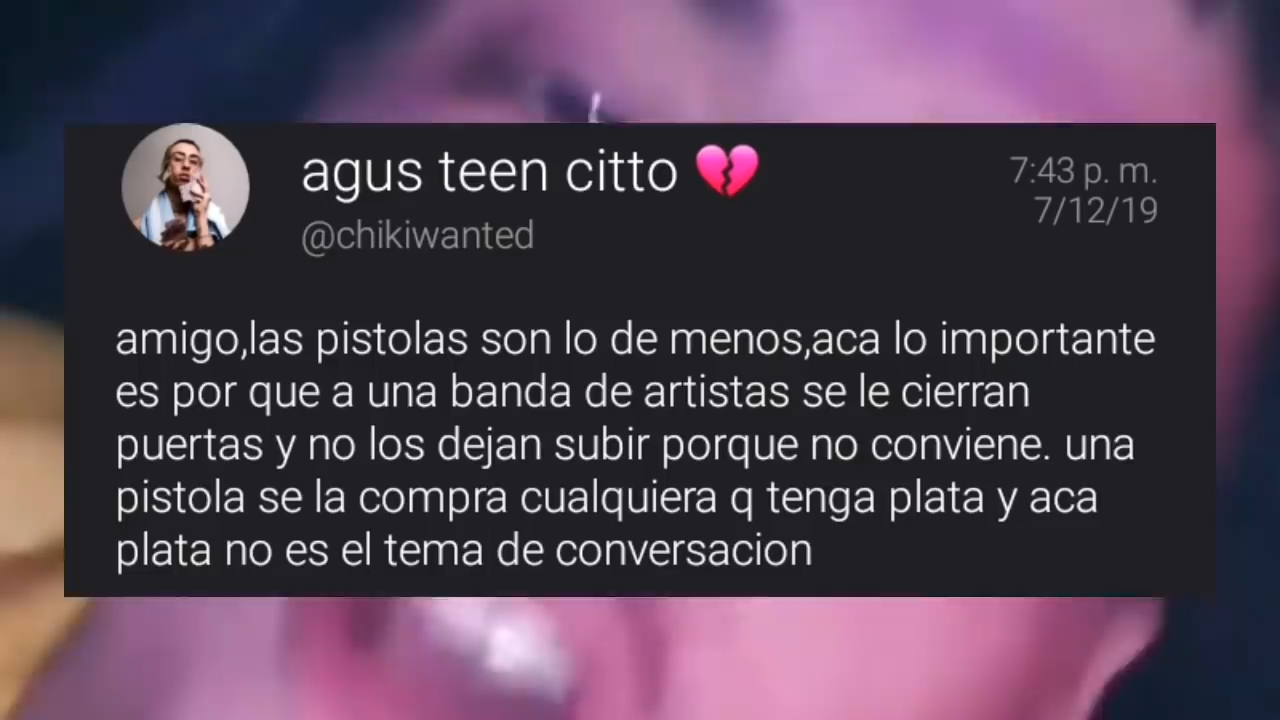 agus teen citto 💔
7:43 p. m.
7/12/19
@chikiwanted
amigo,las pistolas son lo de menos,aca lo importante
es por que a una banda de artistas se le cierran
puertas y no los dejan subir porque no conviene. una
pistola se la compra cualquiera q tenga plata y aca
plata no es el tema de conversacion